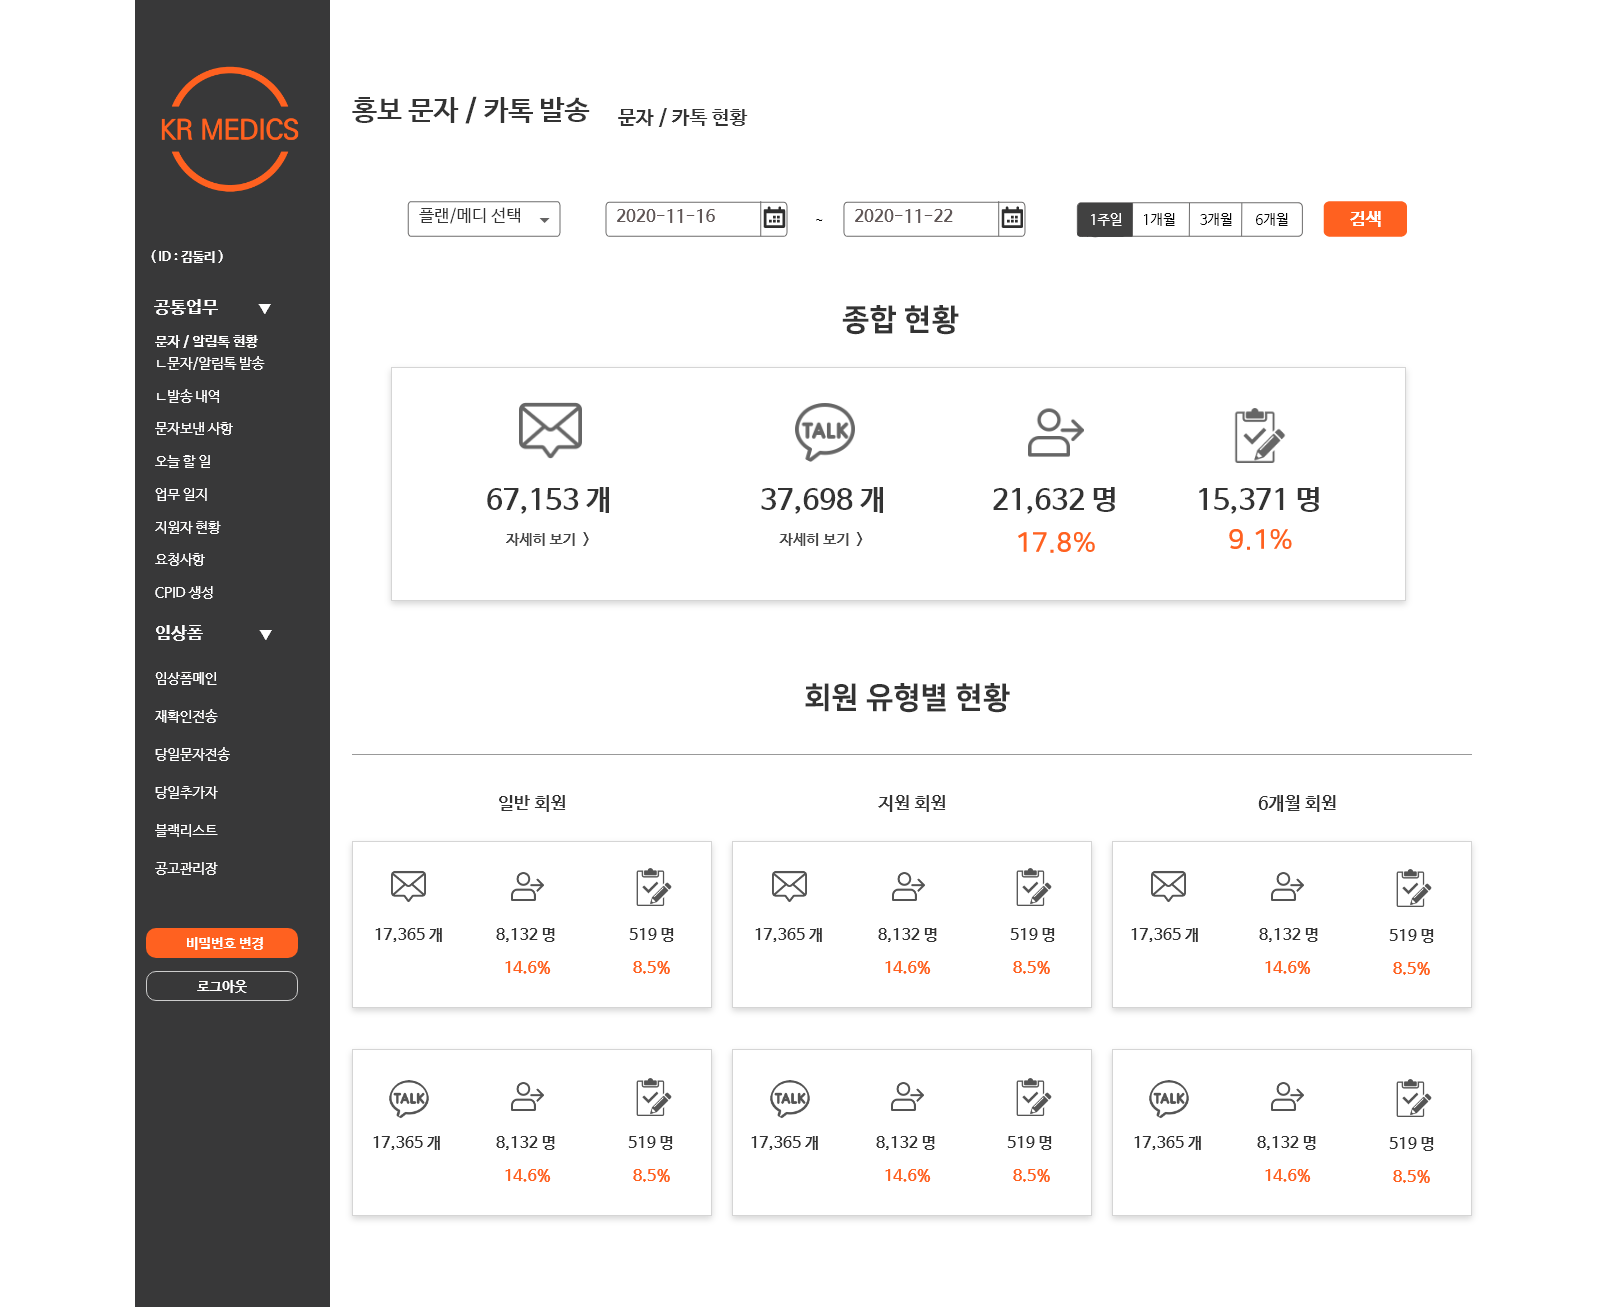 KR MEDICS
( ID : 김둘리 )
공통업무 ▼
문자 / 알림톡 현황
ㄴ문자/알림톡 발송
ㄴ발송 내역
문자보낸 사항
오늘 할 일
업무 일지
지원자 현황
요청사항
CPID 생성
임상폼 ▼
임상폼메인
재확인전송
당일문자전송
당일추가자
블랙리스트
공고관리장
비밀번호 변경
로그아웃
홍보 문자 / 카톡 발송 문자 / 카톡 현황
플랜/메디 선택 2020-11-16 ~ 2020-11-22 1주일 1개월 3개월 6개월 검색
종합 현황
TALK
67,153 개 37,698 개 21,632 명 15,371 명
자세히 보기 > 자세히 보기 > 17.8% 9.1%
회원 유형별 현황
일반 회원 지원 회원 6개월 회원
17,365 개 8,132 명 519 명 17,365 개 8,132 명 519 명 17,365 개 8,132 명 519 명
14.6% 8.5% 14.6% 8.5% 14.6% 8.5%
TALK TALK TALK
17,365 개 8,132 명 519 명 17,365 개 8,132 명 519 명 17,365 개 8,132 명 519 명
14.6% 8.5% 14.6% 8.5% 14.6% 8.5%